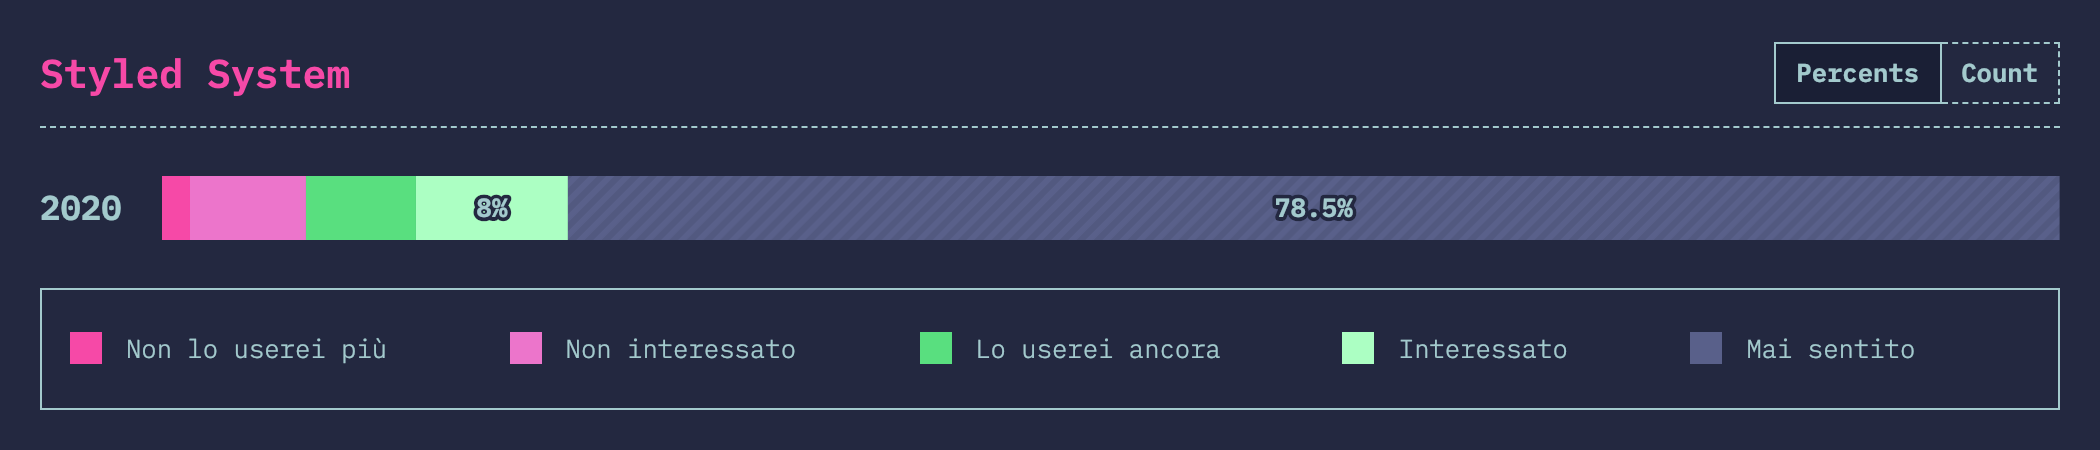 Styled System
Percents
Count
2020
8%
78.5%
Non lo userei più
Non interessato
Lo userei ancora
Interessato
Mai sentito